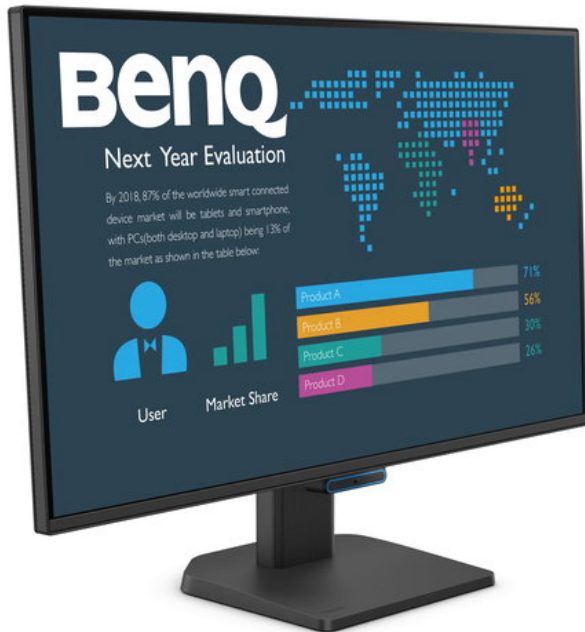 BenQ
Next Year Evaluation
By 2018, 87% of the worldwide smart connected
device market will be tablets and smartphone,
with PCs(both desktop and laptop) being 13% of
the market as shown in the table below:
User
Market Share
Product A 71%
Product B 56%
Product C 30%
Product D 26%